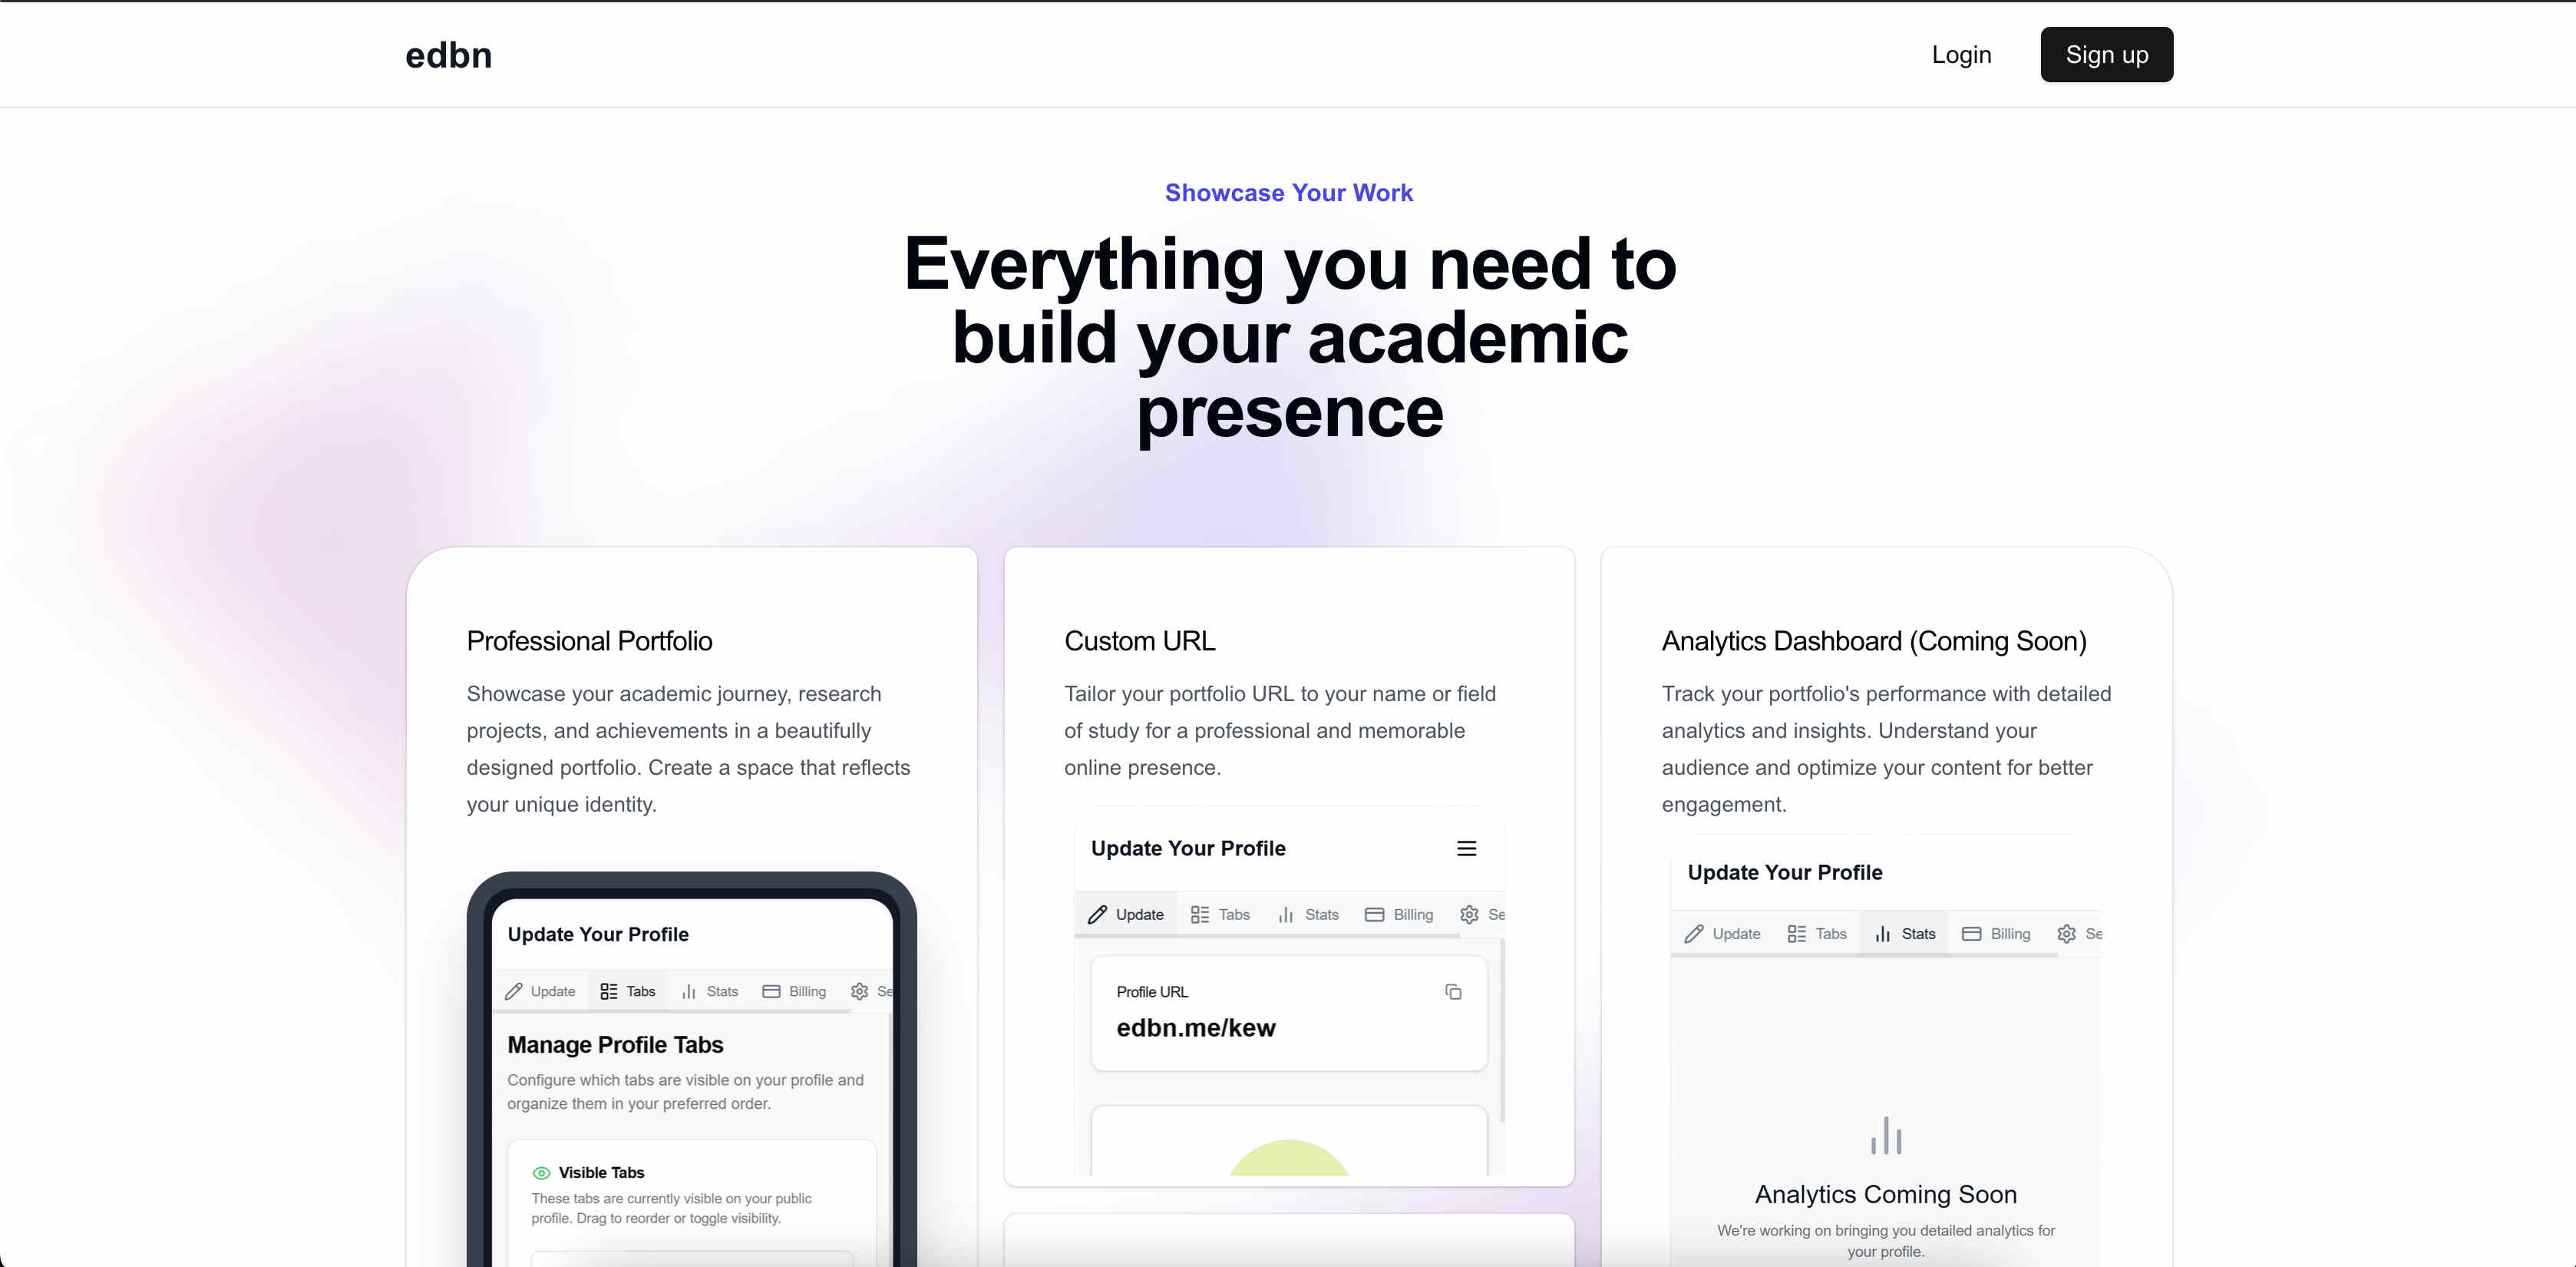 edbn
Login
Sign up
Showcase Your Work
Everything you need to
build your academic
presence
Professional Portfolio
Showcase your academic journey, research
projects, and achievements in a beautifully
designed portfolio. Create a space that reflects
your unique identity.
Update Your Profile
Update Tabs Stats Billing Se
Manage Profile Tabs
Configure which tabs are visible on your profile and
organize them in your preferred order.
Visible Tabs
These tabs are currently visible on your public
profile. Drag to reorder or toggle visibility.
Custom URL
Tailor your portfolio URL to your name or field
of study for a professional and memorable
online presence.
Update Your Profile
Update Tabs Stats Billing Se
Profile URL
edbn.me/kew
Analytics Dashboard (Coming Soon)
Track your portfolio's performance with detailed
analytics and insights. Understand your
audience and optimize your content for better
engagement.
Update Your Profile
Update Tabs Stats Billing Se
Analytics Coming Soon
We're working on bringing you detailed analytics for
your profile.